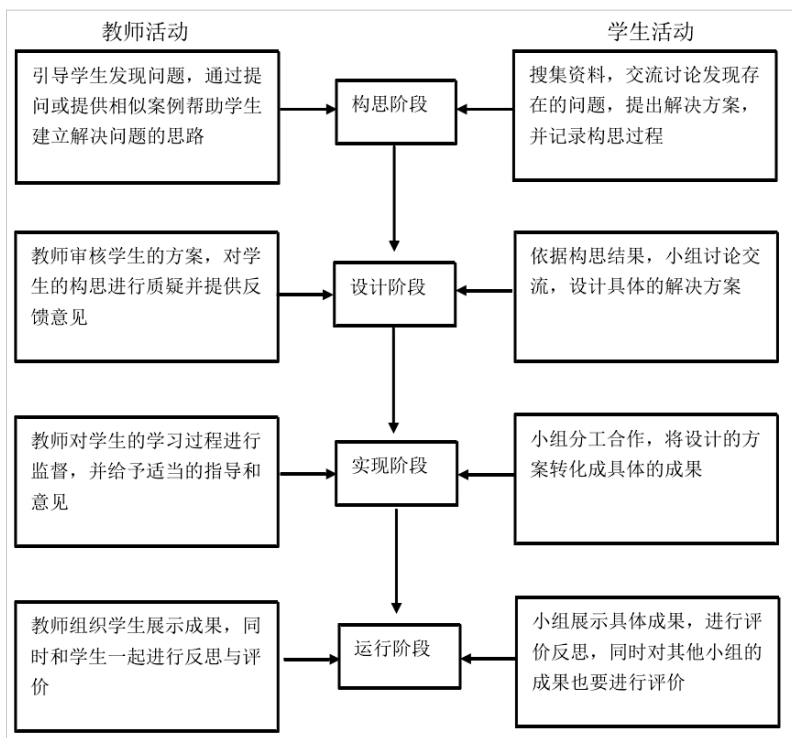 教师活动
学生活动
引导学生发现问题，通过提
问或提供相似案例帮助学生
建立解决问题的思路
构思阶段
搜集资料，交流讨论发现存
在的问题，提出解决方案，
并记录构思过程
教师审核学生的方案，对学
生的构思进行质疑并提供反
馈意见
设计阶段
依据构思结果，小组讨论交
流，设计具体的解决方案
教师对学生的学习过程进行
监督，并给予适当的指导和
意见
实现阶段
小组分工合作，将设计的方
案转化成具体的成果
教师组织学生展示成果，同
时和学生一起进行反思与评
价
运行阶段
小组展示具体成果，进行评
价反思，同时对其他小组的
成果也要进行评价